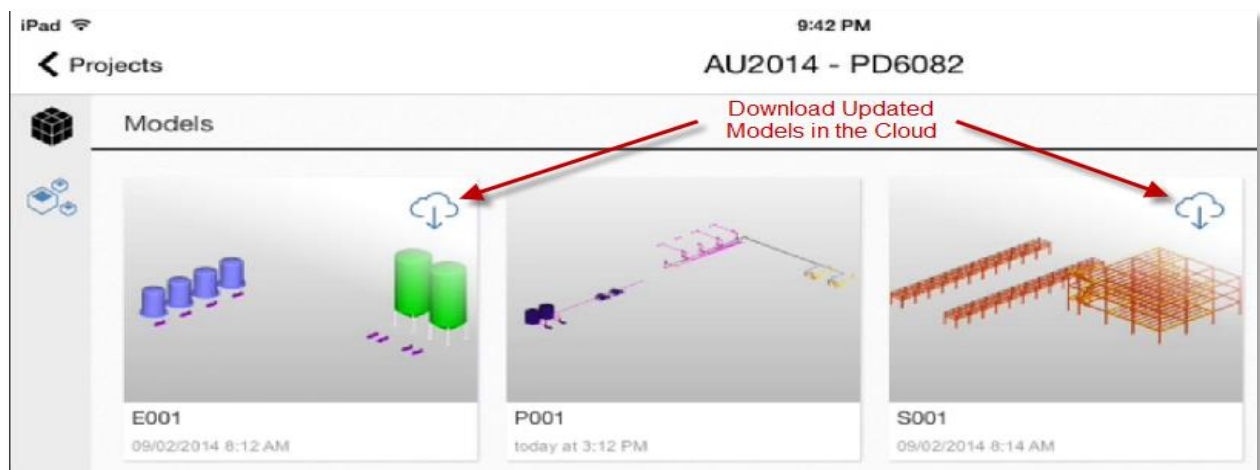 iPad
9:42 PM
Projects
AU2014 - PD6082
Models
Download Updated
Models in the Cloud
E001
09/02/2014 8:12 AM
P001
today at 3:12 PM
S001
09/02/2014 8:14 AM